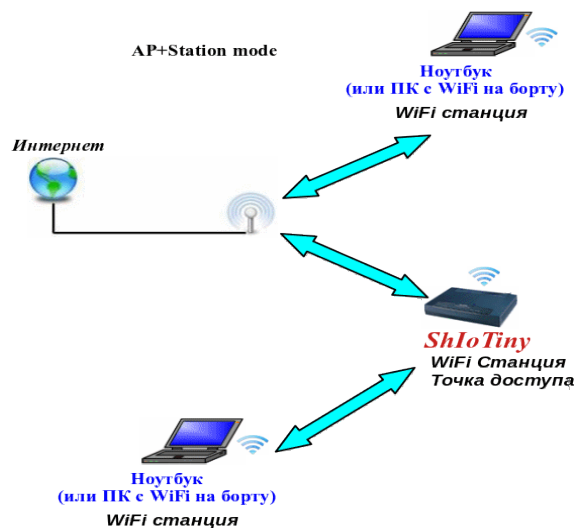 AP+Station mode
Ноутбук
(или ПК с WiFi на борту)
WiFi станция
Интернет
ShIoTiny
WiFi Станция
Точка доступа
Ноутбук
(или ПК с WiFi на борту)
WiFi станция